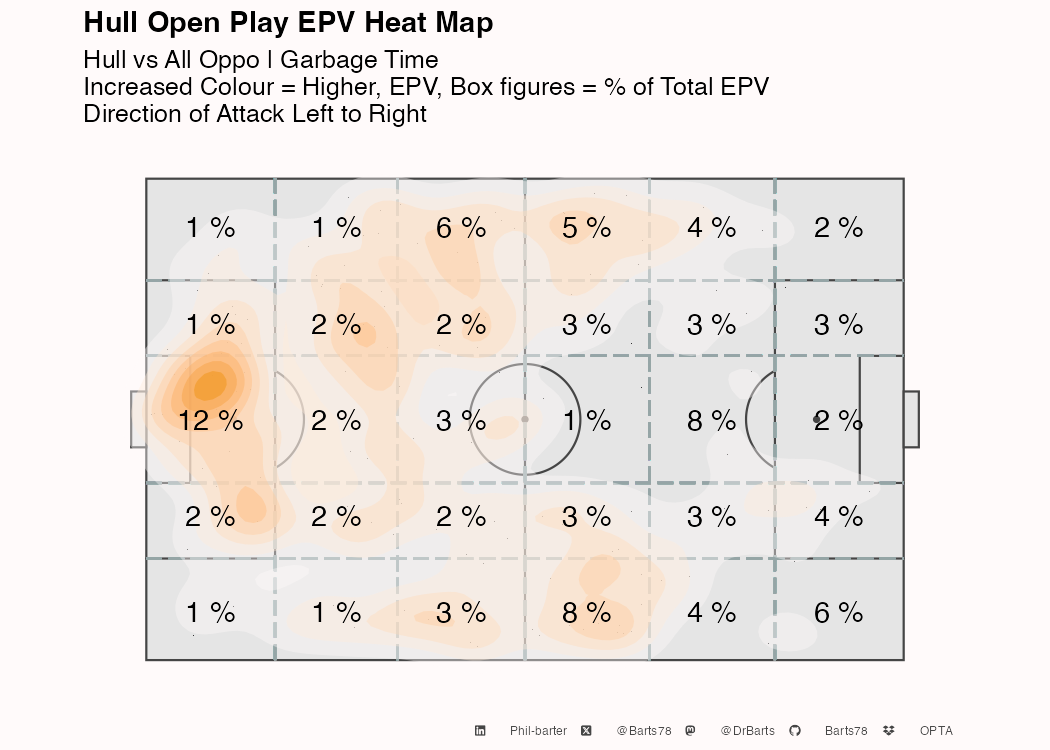 Hull Open Play EPV Heat Map
Hull vs All Oppo | Garbage Time
Increased Colour = Higher, EPV, Box figures = % of Total EPV
Direction of Attack Left to Right
1 % 1 % 6 % 5 % 4 % 2 %
1 % 2 % 2 % 3 % 3 % 3 %
12 % 2 % 3 % 1 % 8 % 2 %
2 % 2 % 2 % 3 % 3 % 4 %
1 % 1 % 3 % 8 % 4 % 6 %
Phil-barter @Barts78 @DrBarts Barts78 OPTA